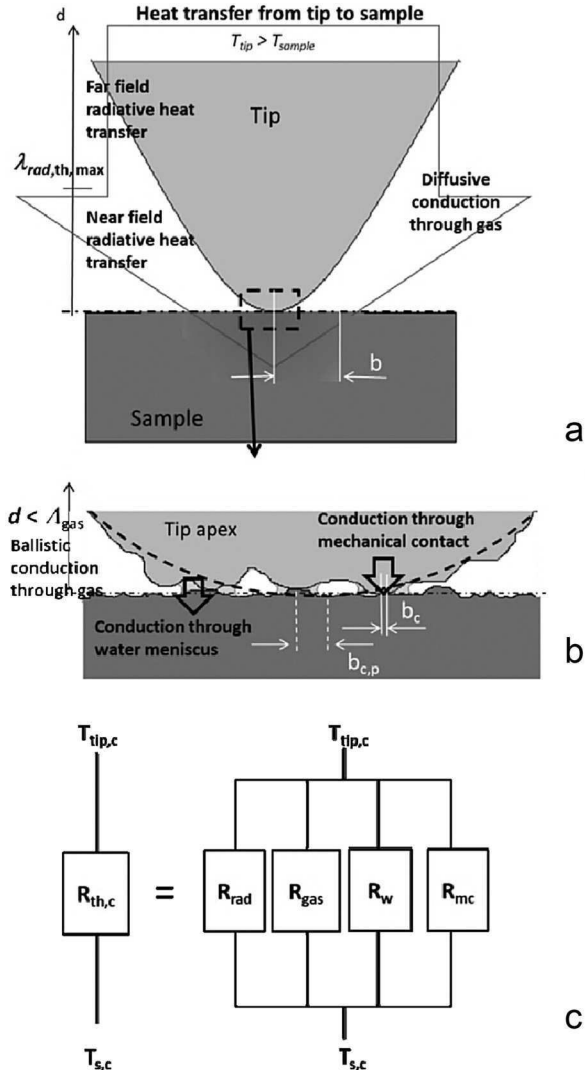 d
Heat transfer from tip to sample
T_tip > T_sample
Far field
radiative heat
transfer
Tip
λ_rad,th,max
Diffusive
conduction
through gas
Near field
radiative heat
transfer
b
Sample
a
d < Λ_gas
Ballistic
conduction
through gas
Tip apex
Conduction through
mechanical contact
Conduction through
water meniscus
b_c
b_c,p
b
T_tip,c
T_tip,c
R_th,c
=
R_rad
R_gas
R_w
R_mc
T_s,c
T_s,c
c